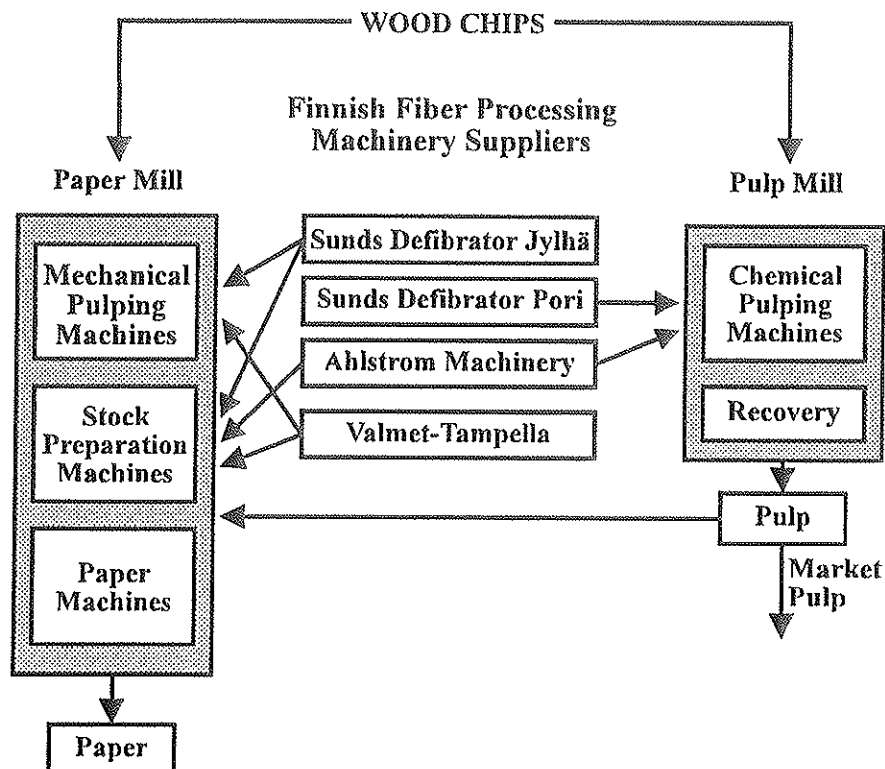 WOOD CHIPS
Finnish Fiber Processing
Machinery Suppliers
Paper Mill
Pulp Mill
Mechanical
Pulping
Machines
Stock
Preparation
Machines
Paper
Machines
Paper
Sunds Defibrator Jylhä
Sunds Defibrator Pori
Ahlstrom Machinery
Valmet-Tampella
Chemical
Pulping
Machines
Recovery
Pulp
Market
Pulp